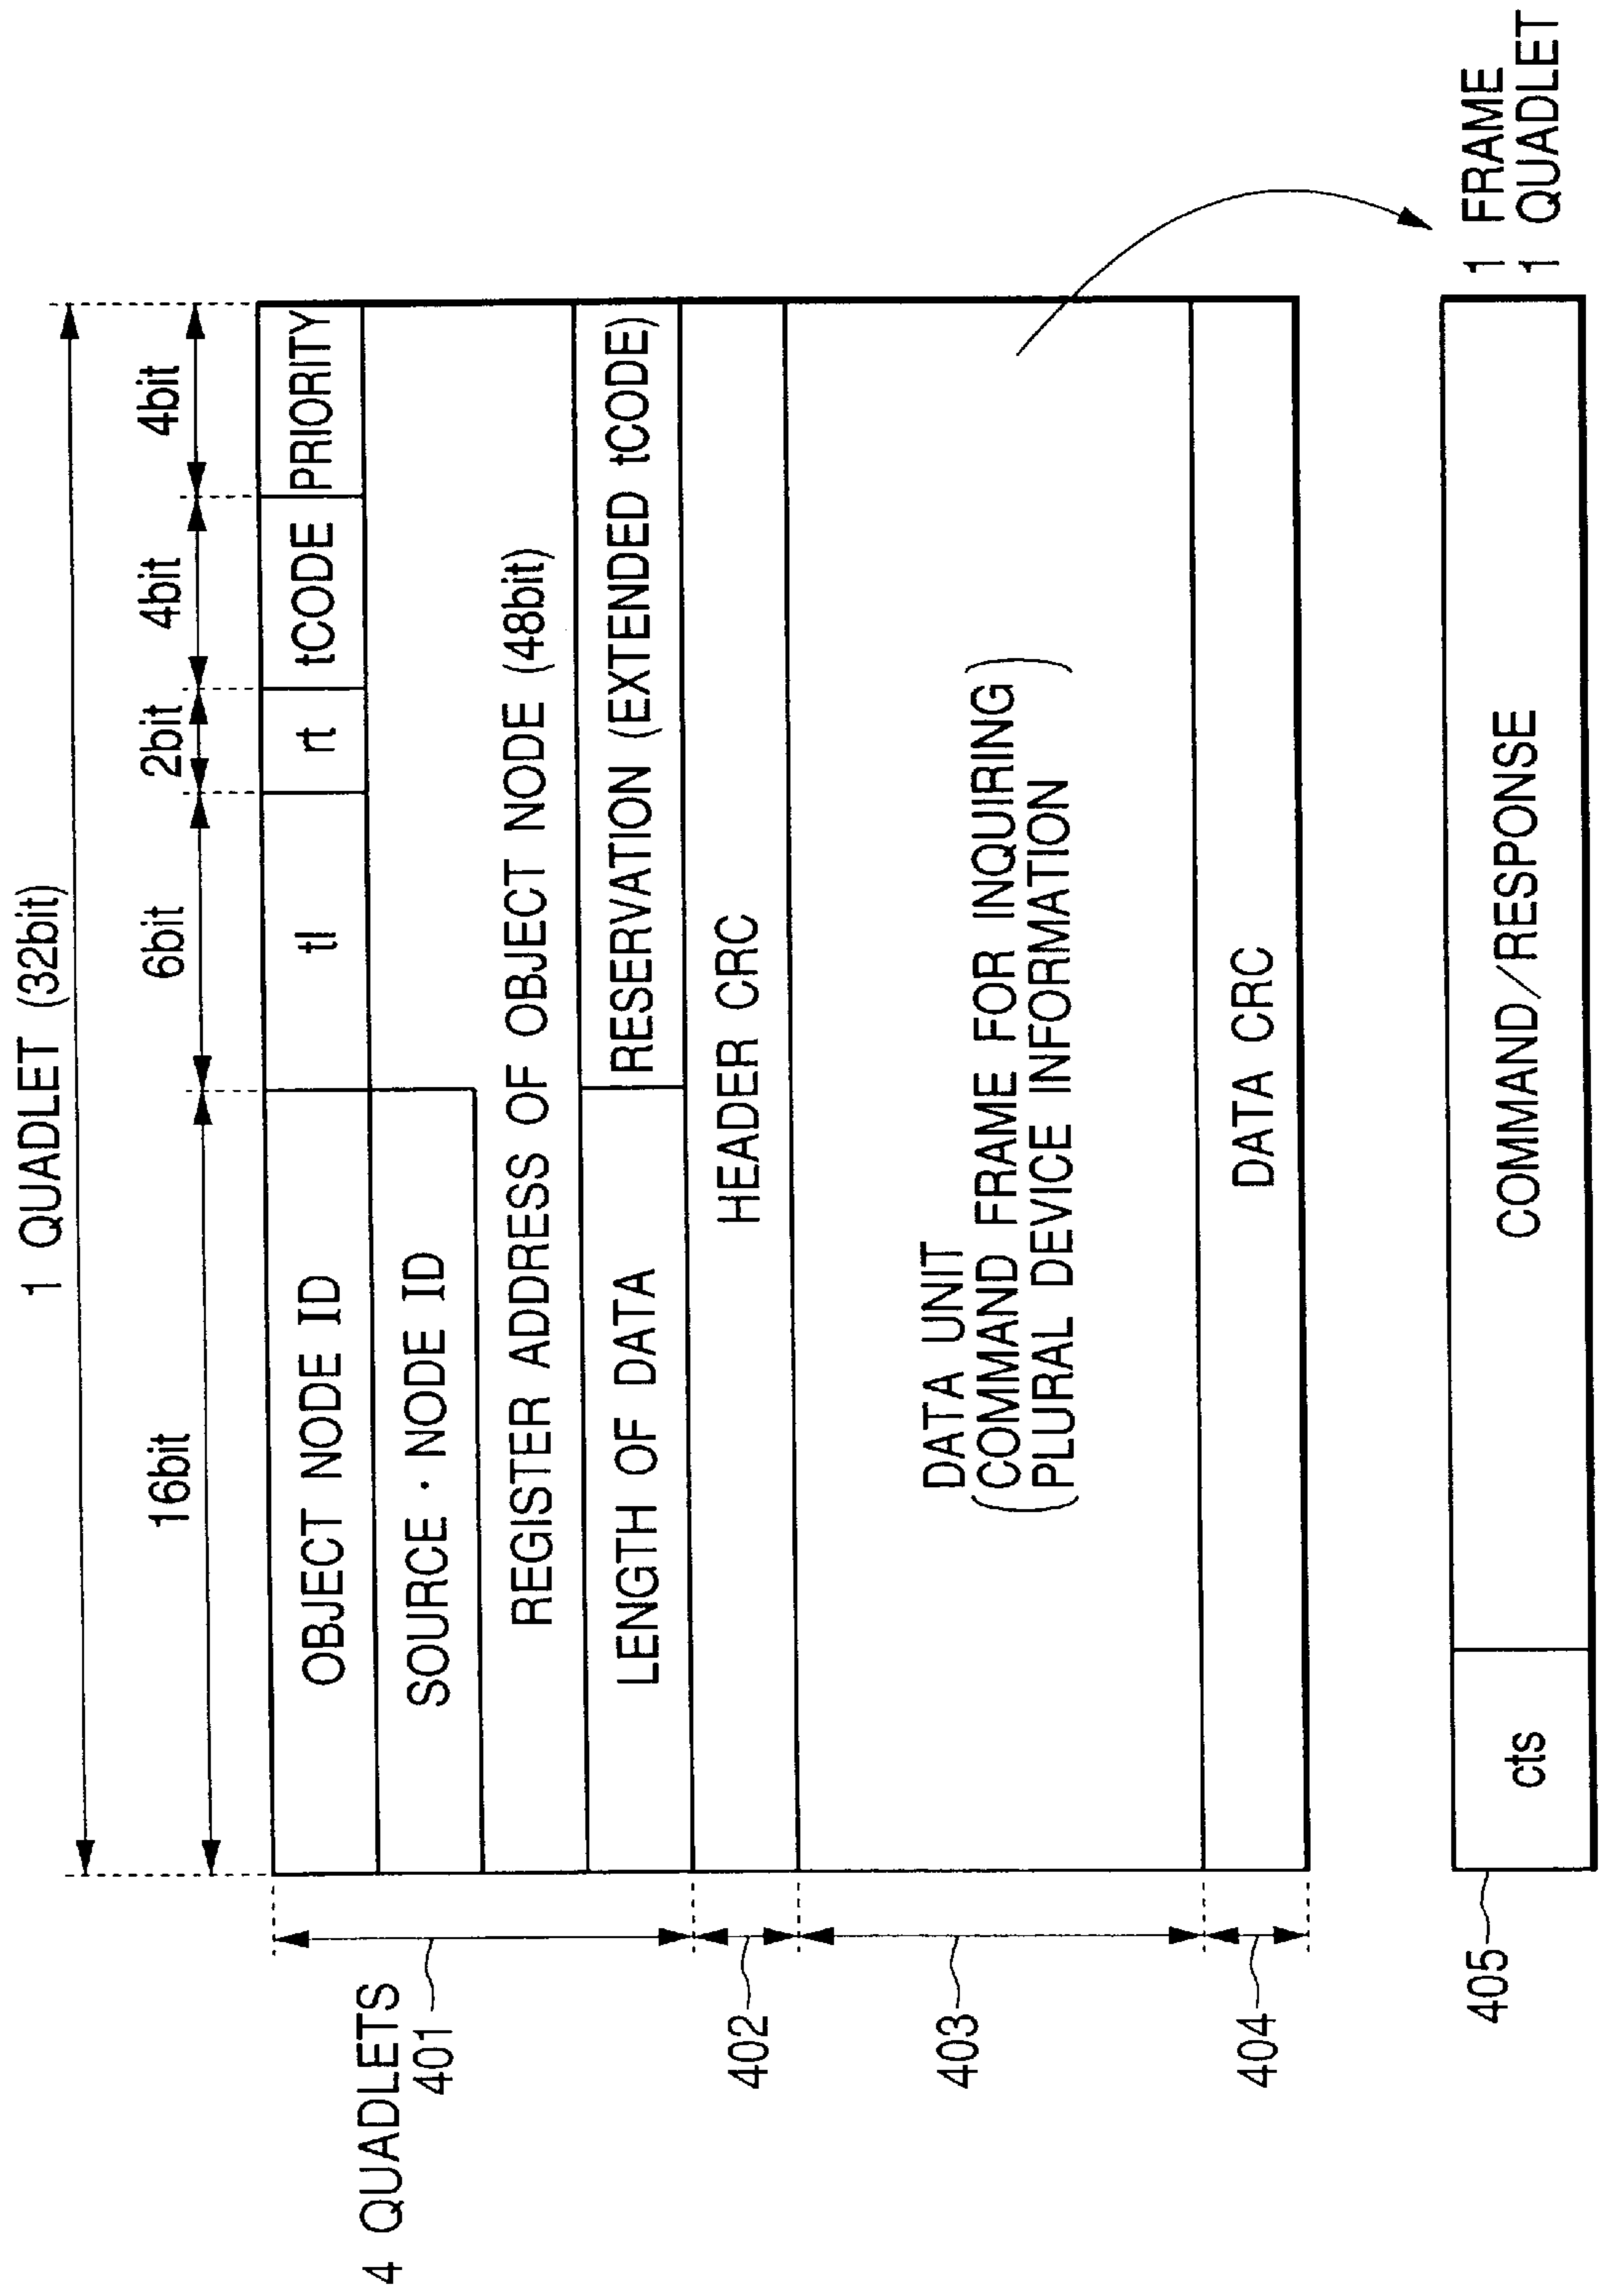 1 QUADLET (32bit)
16bit
6bit
2bit
4bit
4bit
OBJECT NODE ID
tl
rt
tCODE
PRIORITY
4 QUADLETS
401
SOURCE · NODE ID
REGISTER ADDRESS OF OBJECT NODE (48bit)
LENGTH OF DATA
RESERVATION (EXTENDED tCODE)
402
HEADER CRC
403
DATA UNIT
(COMMAND FRAME FOR INQUIRING
PLURAL DEVICE INFORMATION)
404
DATA CRC
405
cts
COMMAND/RESPONSE
1 FRAME
1 QUADLET